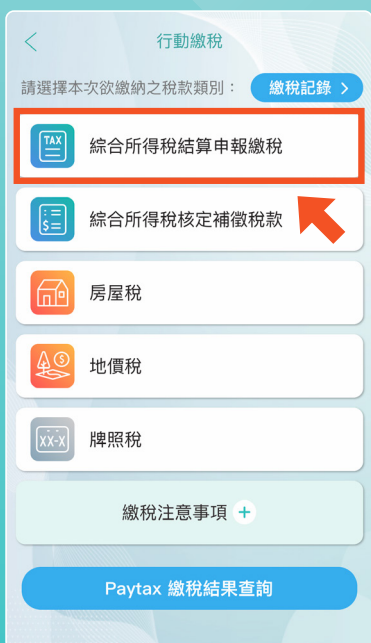 行動繳稅
請選擇本次欲繳納之稅款類別：
繳稅記錄
TAX
綜合所得稅結算申報繳稅
綜合所得稅核定補徵稅款
房屋稅
地價稅
XX-X
牌照稅
繳稅注意事項 +
Paytax 繳稅結果查詢